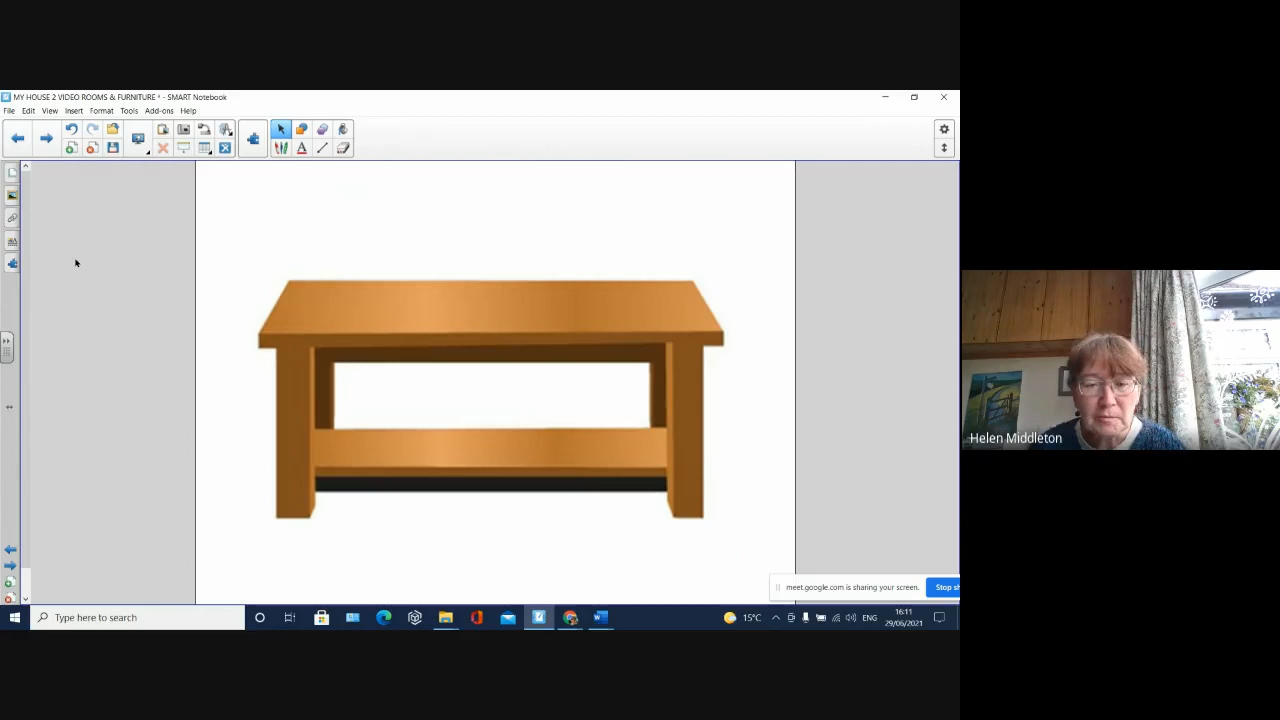 MY HOUSE 2 VIDEO ROOMS & FURNITURE * - SMART Notebook
File Edit View Insert Format Tools Add-ons Help
Helen Middleton
meet.google.com is sharing your screen. Stop sh
Type here to search
15°C
ENG
16:11
29/06/2021